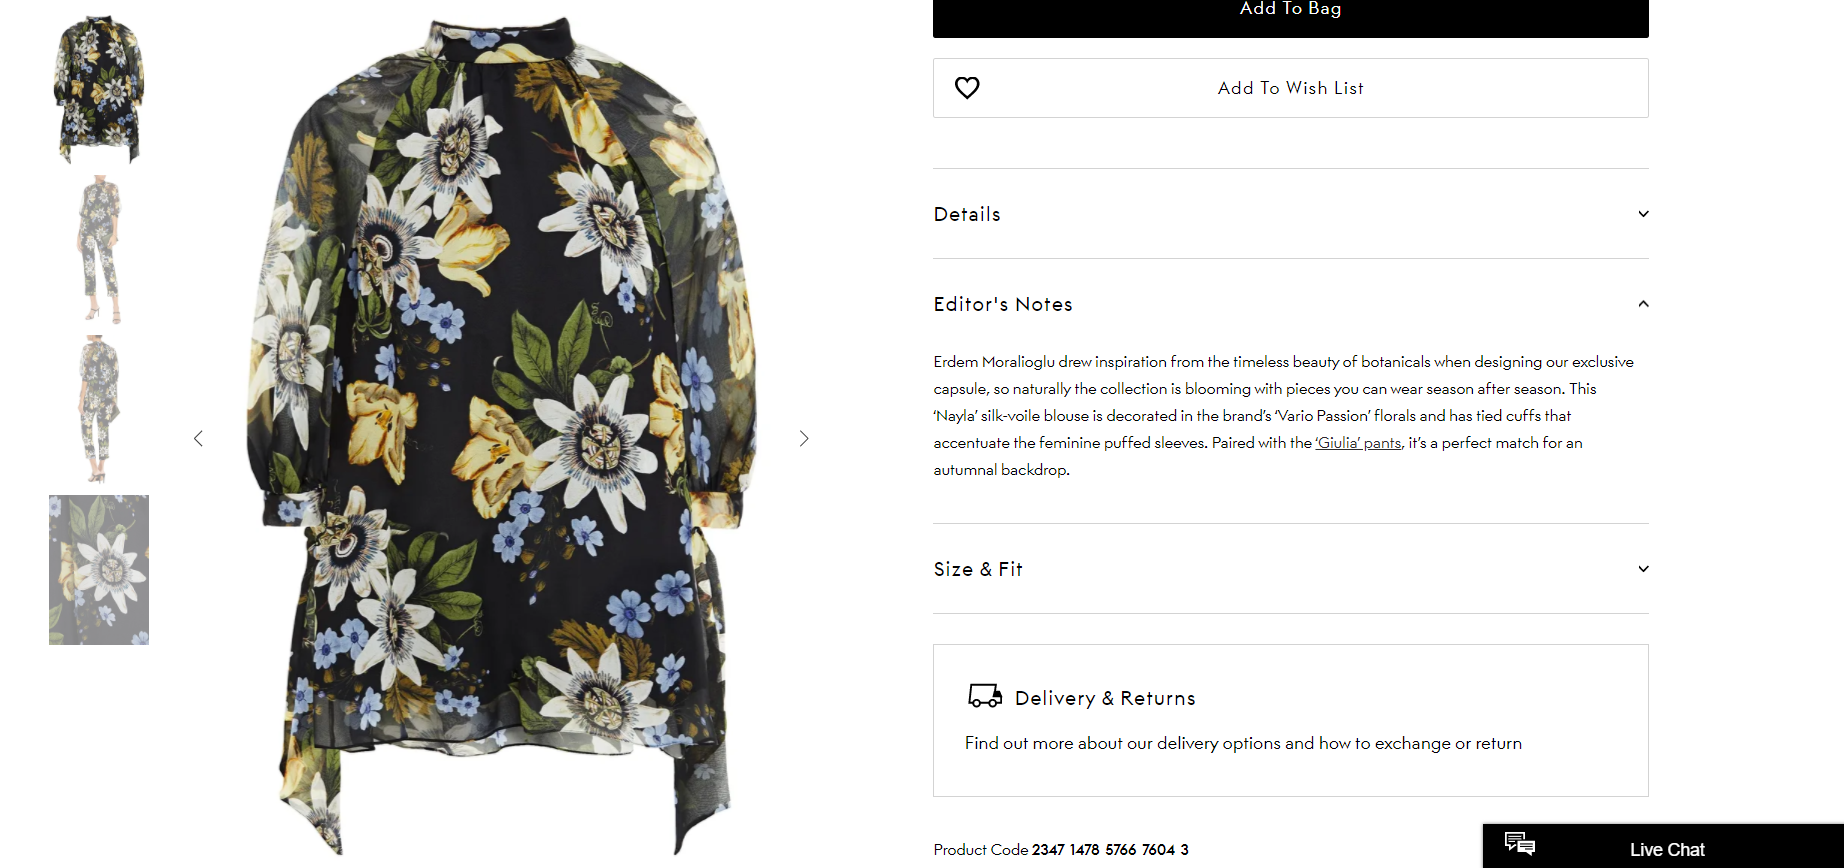 Add To Bag
Add To Wish List
Details
Editor's Notes
Erdem Moralioglu drew inspiration from the timeless beauty of botanicals when designing our exclusive
capsule, so naturally the collection is blooming with pieces you can wear season after season. This
‘Nayla’ silk-voile blouse is decorated in the brand’s ‘Vario Passion’ florals and has tied cuffs that
accentuate the feminine puffed sleeves. Paired with the ‘Giulia’ pants, it’s a perfect match for an
autumnal backdrop.
Size & Fit
Delivery & Returns
Find out more about our delivery options and how to exchange or return
Product Code 2347 1478 5766 7604 3
Live Chat